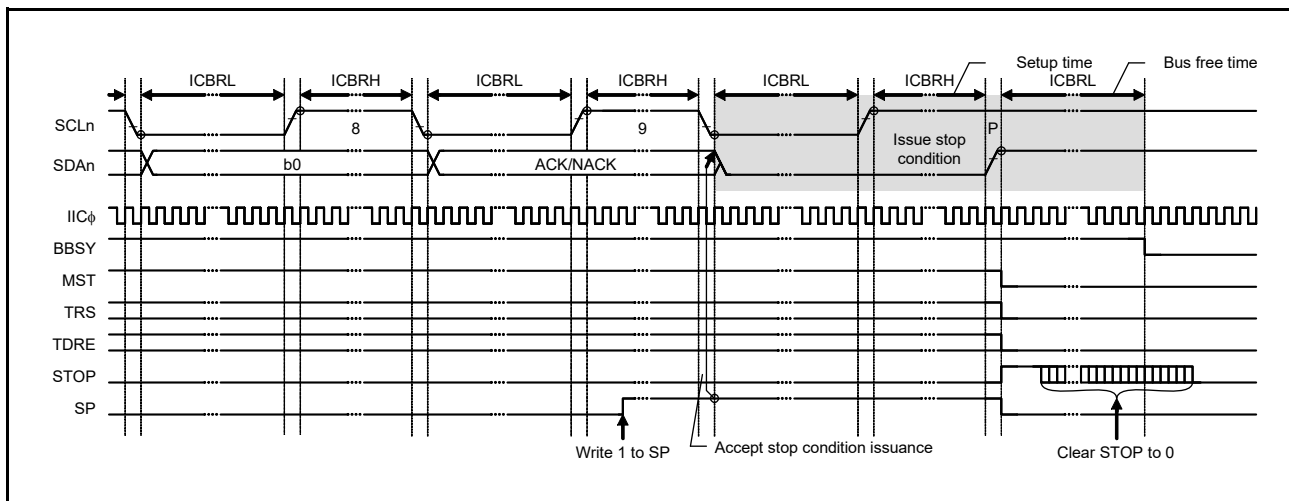 Setup time
Bus free time
ICBRL ICBRH ICBRL ICBRH ICBRL ICBRH ICBRL
SCLn 8 9 P
Issue stop
condition
SDAn b0 ACK/NACK
IICφ
BBSY
MST
TRS
TDRE
STOP
SP
Write 1 to SP
Accept stop condition issuance
Clear STOP to 0